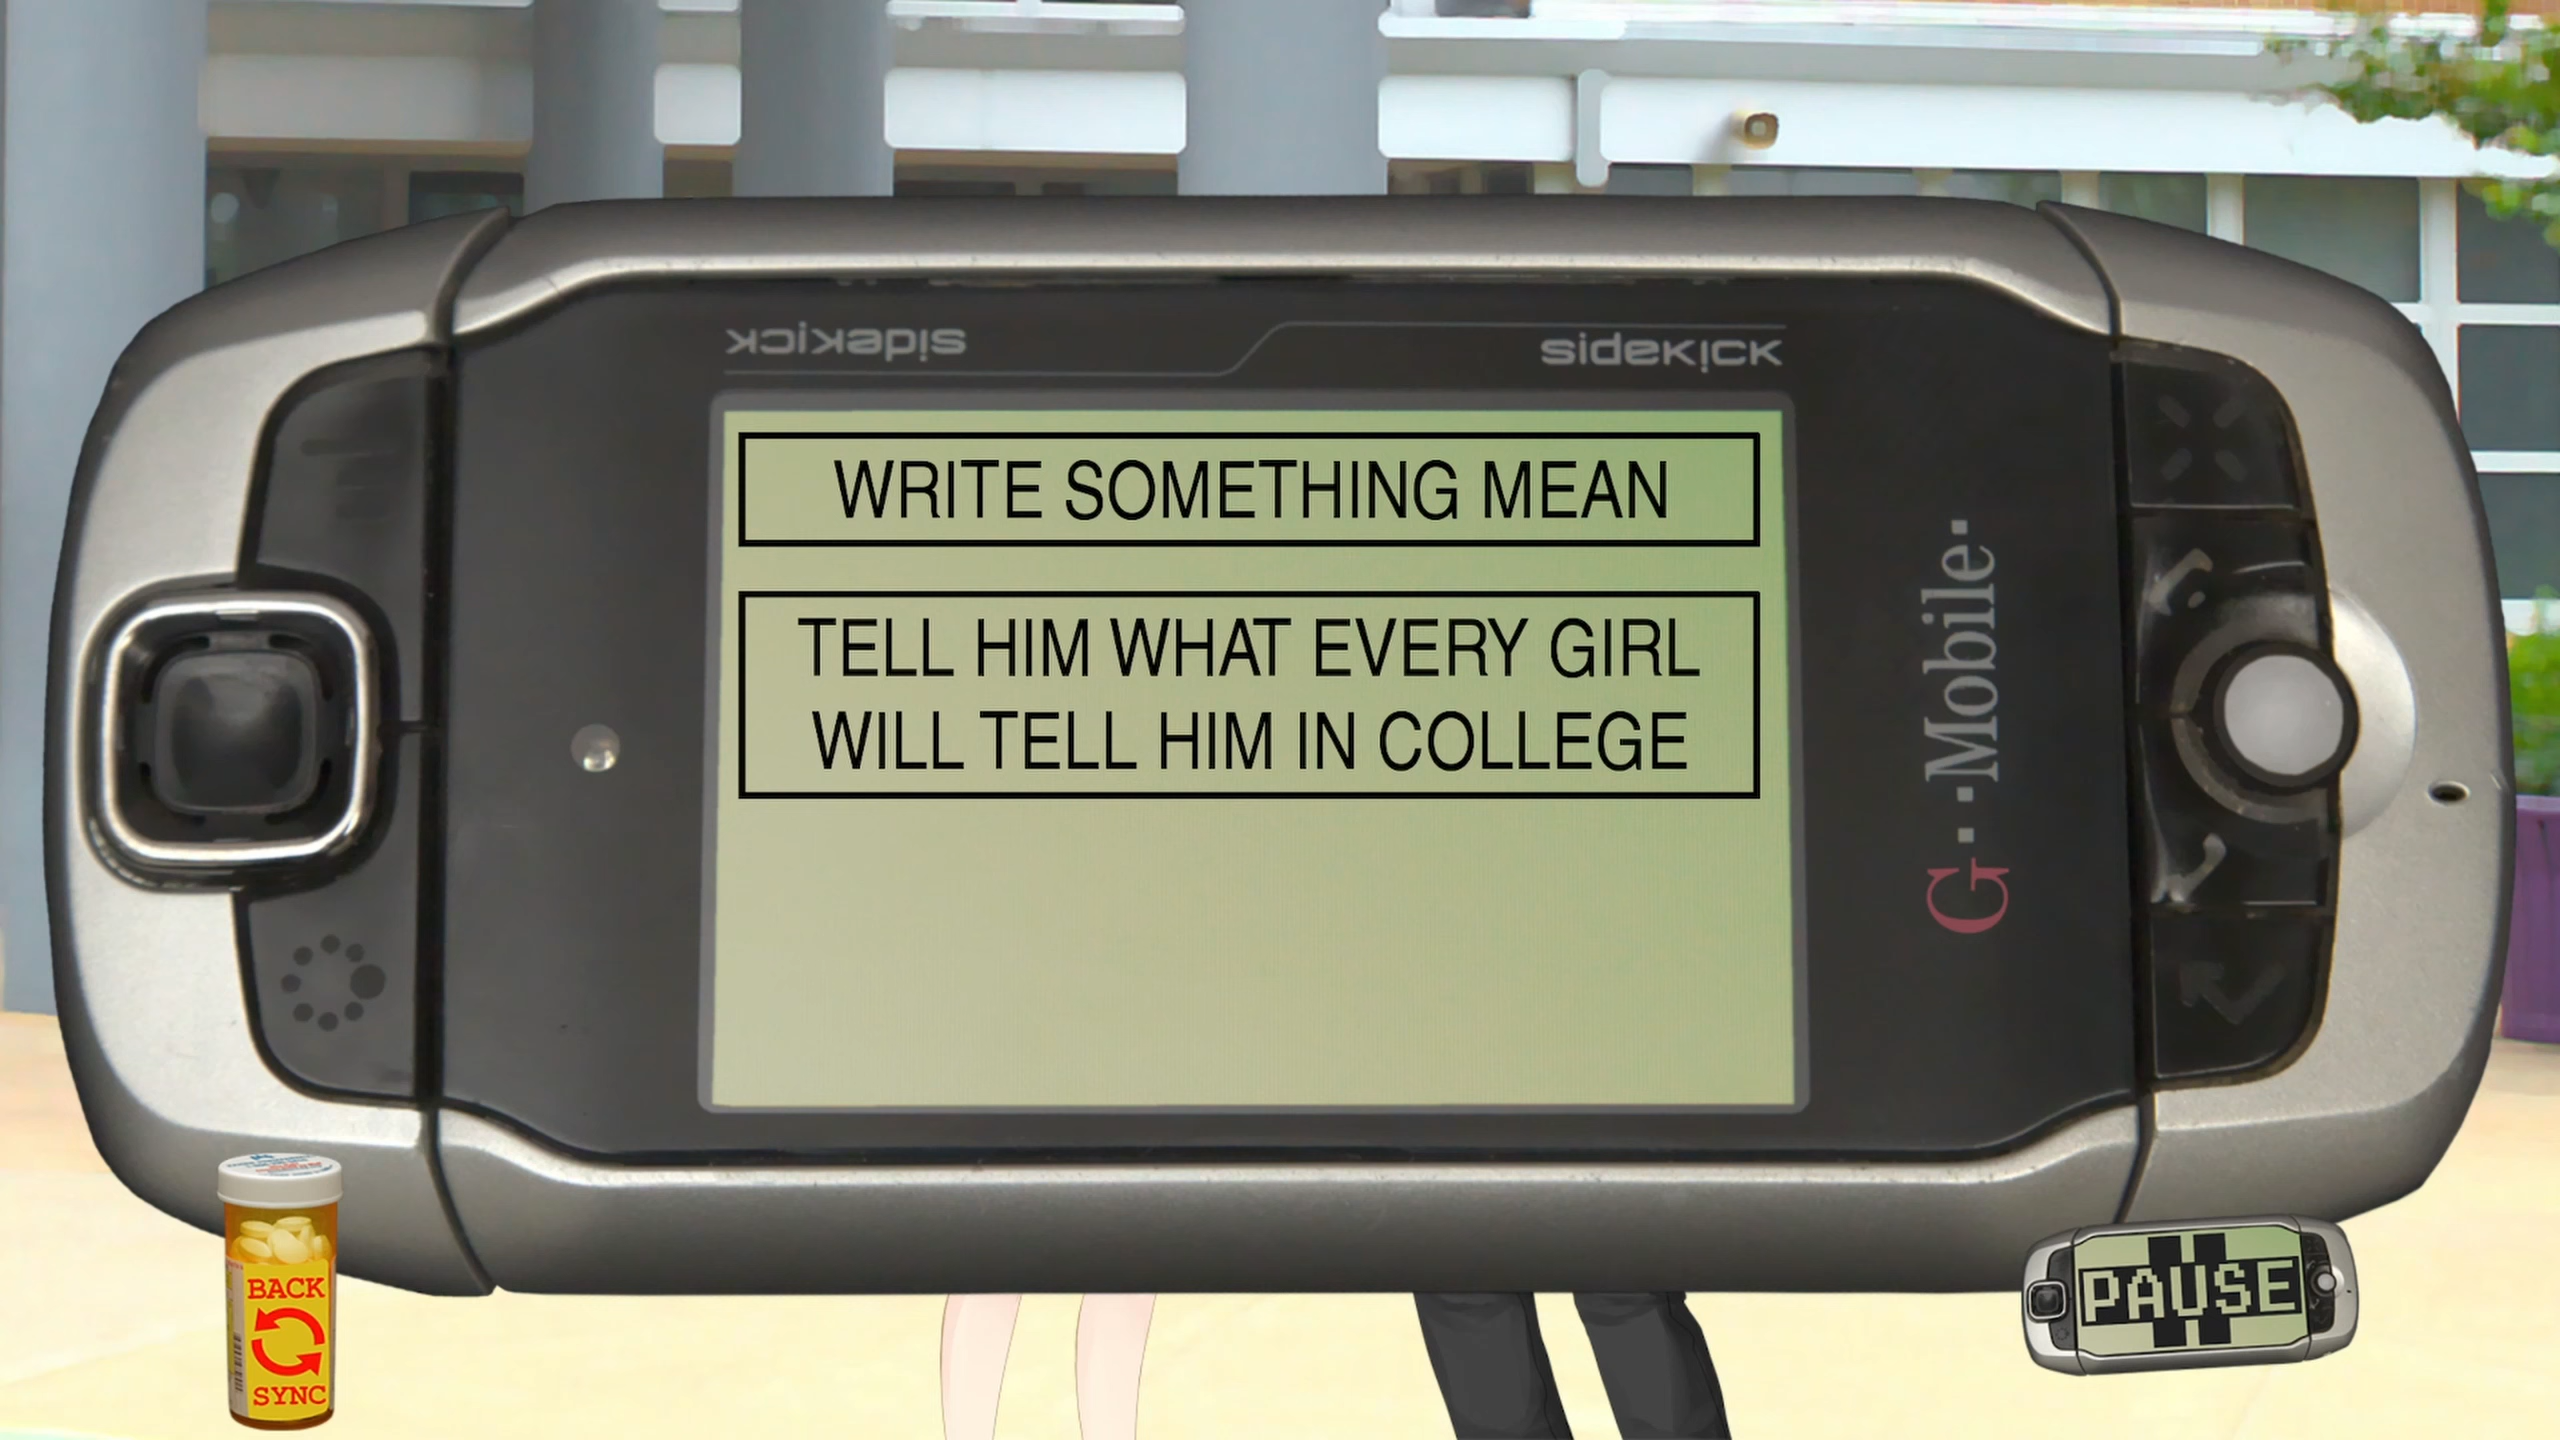 sidekick
sidekick
WRITE SOMETHING MEAN
TELL HIM WHAT EVERY GIRL
WILL TELL HIM IN COLLEGE
G··Mobile·
BACK
SYNC
PAUSE